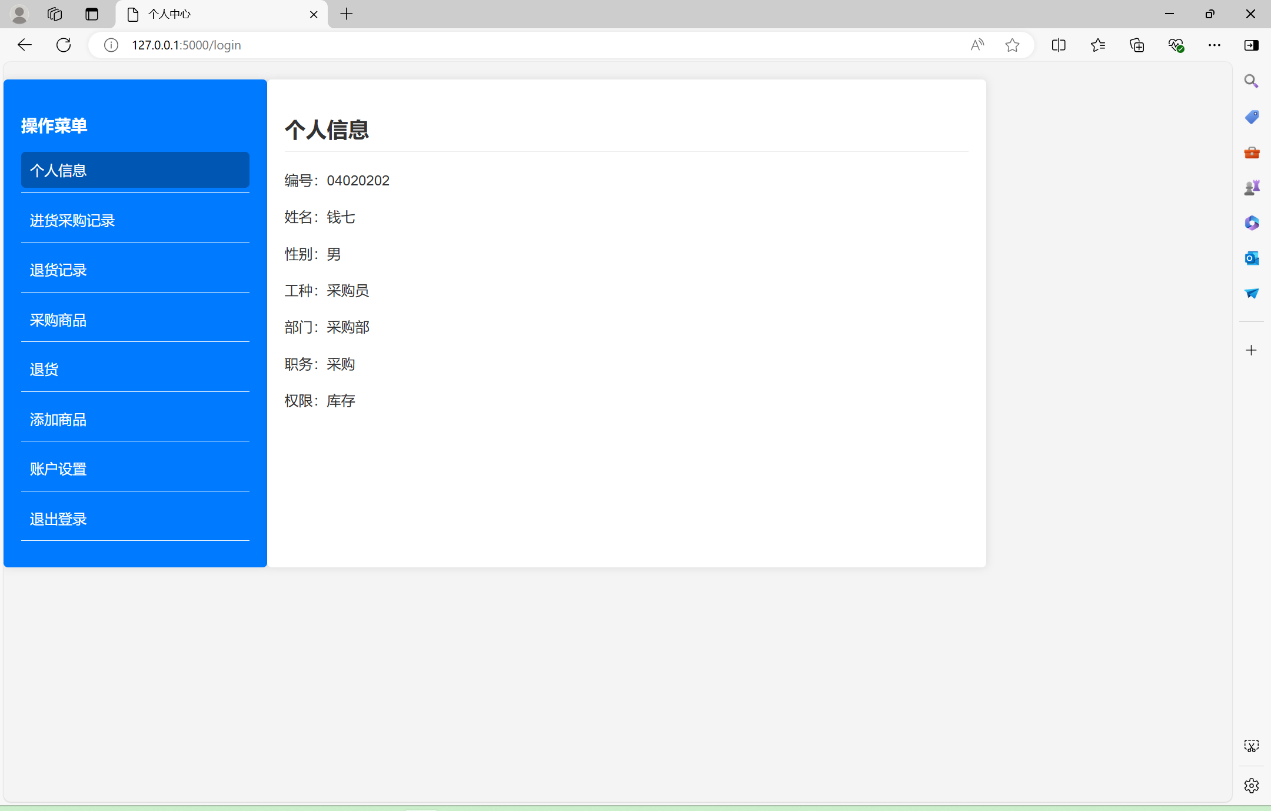 个人中心
127.0.0.1:5000/login
操作菜单
个人信息
进货采购记录
退货记录
采购商品
退货
添加商品
账户设置
退出登录
个人信息
编号：04020202
姓名：钱七
性别：男
工种：采购员
部门：采购部
职务：采购
权限：库存